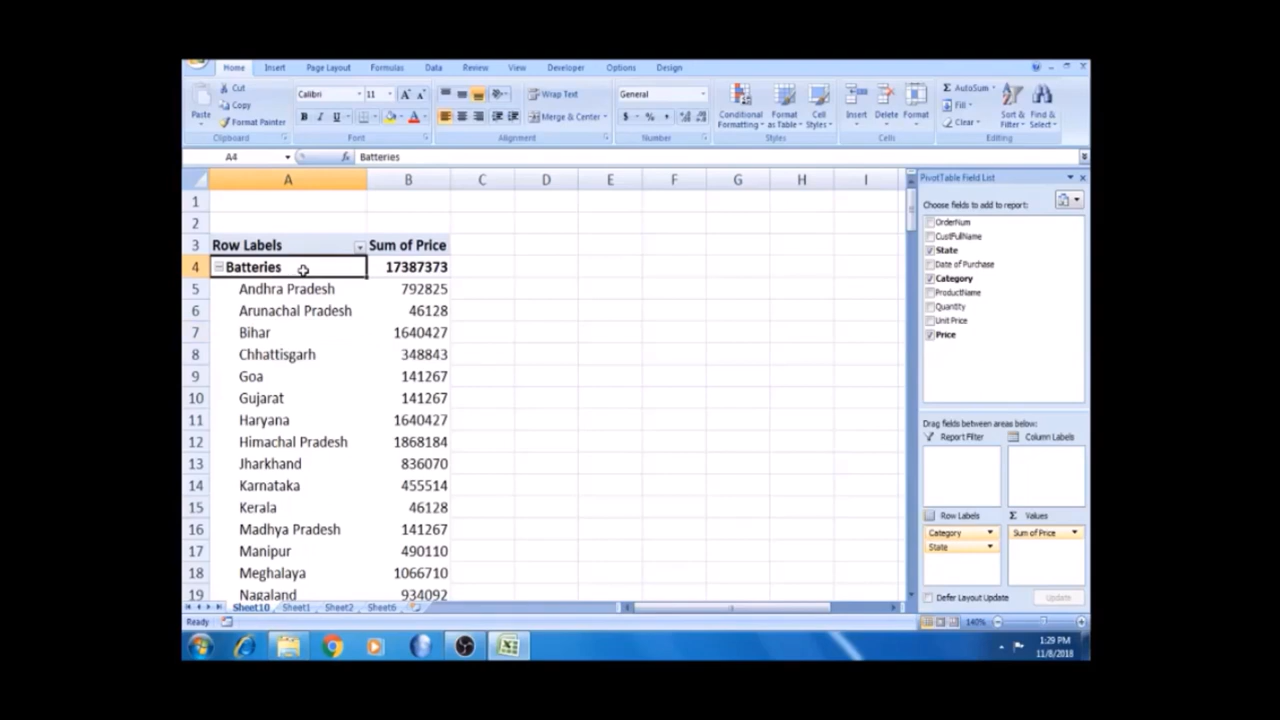 Home Insert Page Layout Formulas Data Review View Developer Options Design
Cut
Copy
Format Painter
Paste
Clipboard
Calibri 11
B I U
Font
Wrap Text
Merge & Center
Alignment
General
$ % ,
Number
Conditional Formatting
Format as Table
Cell Styles
Styles
Insert Delete Format
Cells
AutoSum
Fill
Clear
Sort & Filter
Find & Select
Editing
A4 fx Batteries
A B C D E F G H I
1
2
3 Row Labels Sum of Price
4 Batteries 17387373
5 Andhra Pradesh 792825
6 Arunachal Pradesh 46128
7 Bihar 1640427
8 Chhattisgarh 348843
9 Goa 141267
10 Gujarat 141267
11 Haryana 1640427
12 Himachal Pradesh 1868184
13 Jharkhand 836070
14 Karnataka 455514
15 Kerala 46128
16 Madhya Pradesh 141267
17 Manipur 490110
18 Meghalaya 1066710
19 Nagaland 934092
PivotTable Field List
Choose fields to add to report:
OrderNum
CustFullName
State
Date of Purchase
Category
ProductName
Quantity
Unit Price
Price
Drag fields between areas below:
Report Filter Column Labels
Row Labels Σ Values
Category Sum of Price
State
Defer Layout Update Update
Sheet10 Sheet1 Sheet2 Sheet6
Ready 140%
1:29 PM
11/8/2018